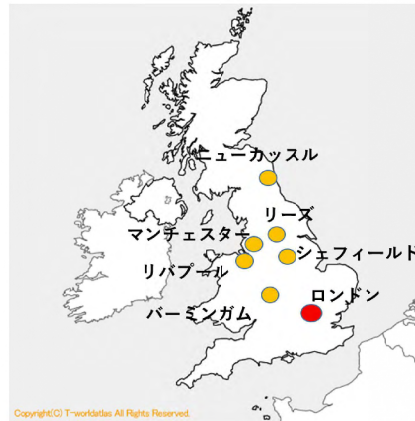 ニューカッスル
リーズ
マンチェスター
シェフィールド
リバプール
バーミンガム
ロンドン
Copyright(C) T-worldatlas All Rights Reserved.